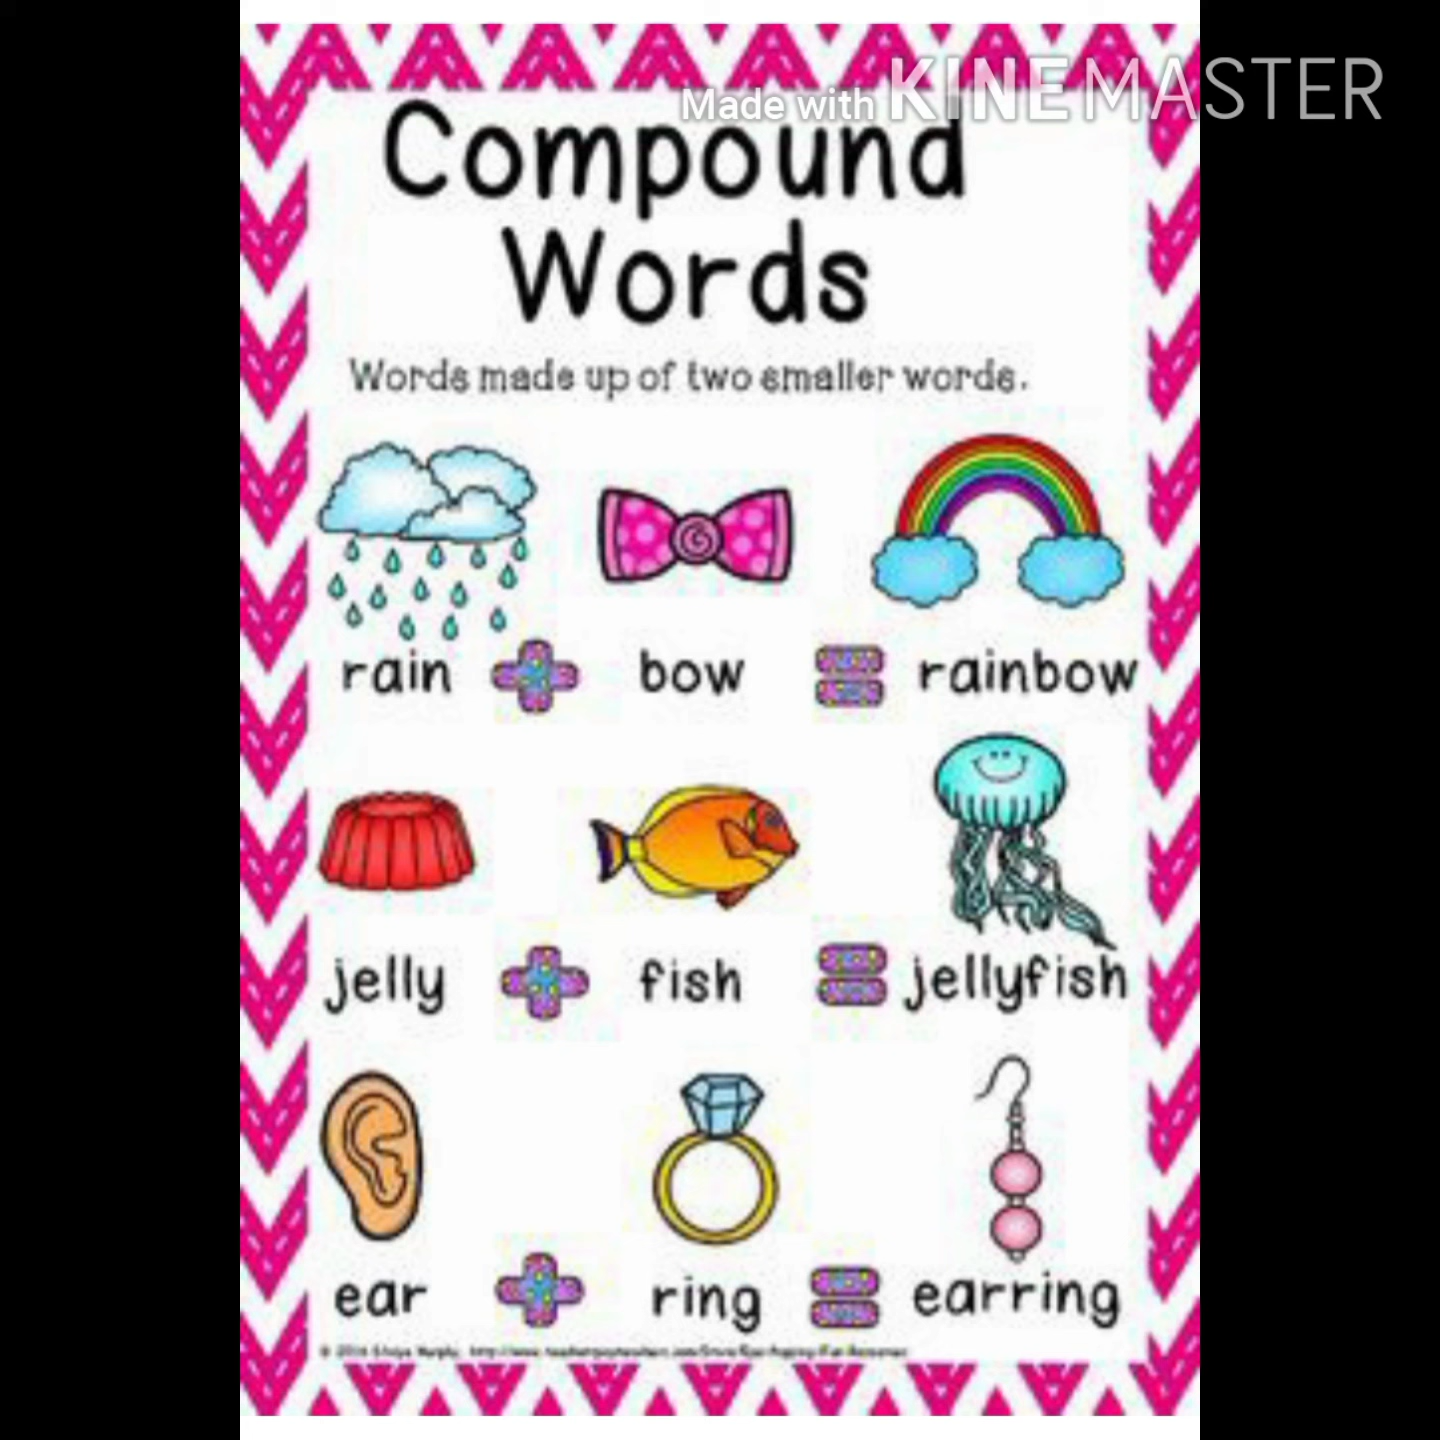 Made with KINEMASTER
Compound
Words
Words made up of two smaller words.
rain bow rainbow
jelly fish jellyfish
ear ring earring